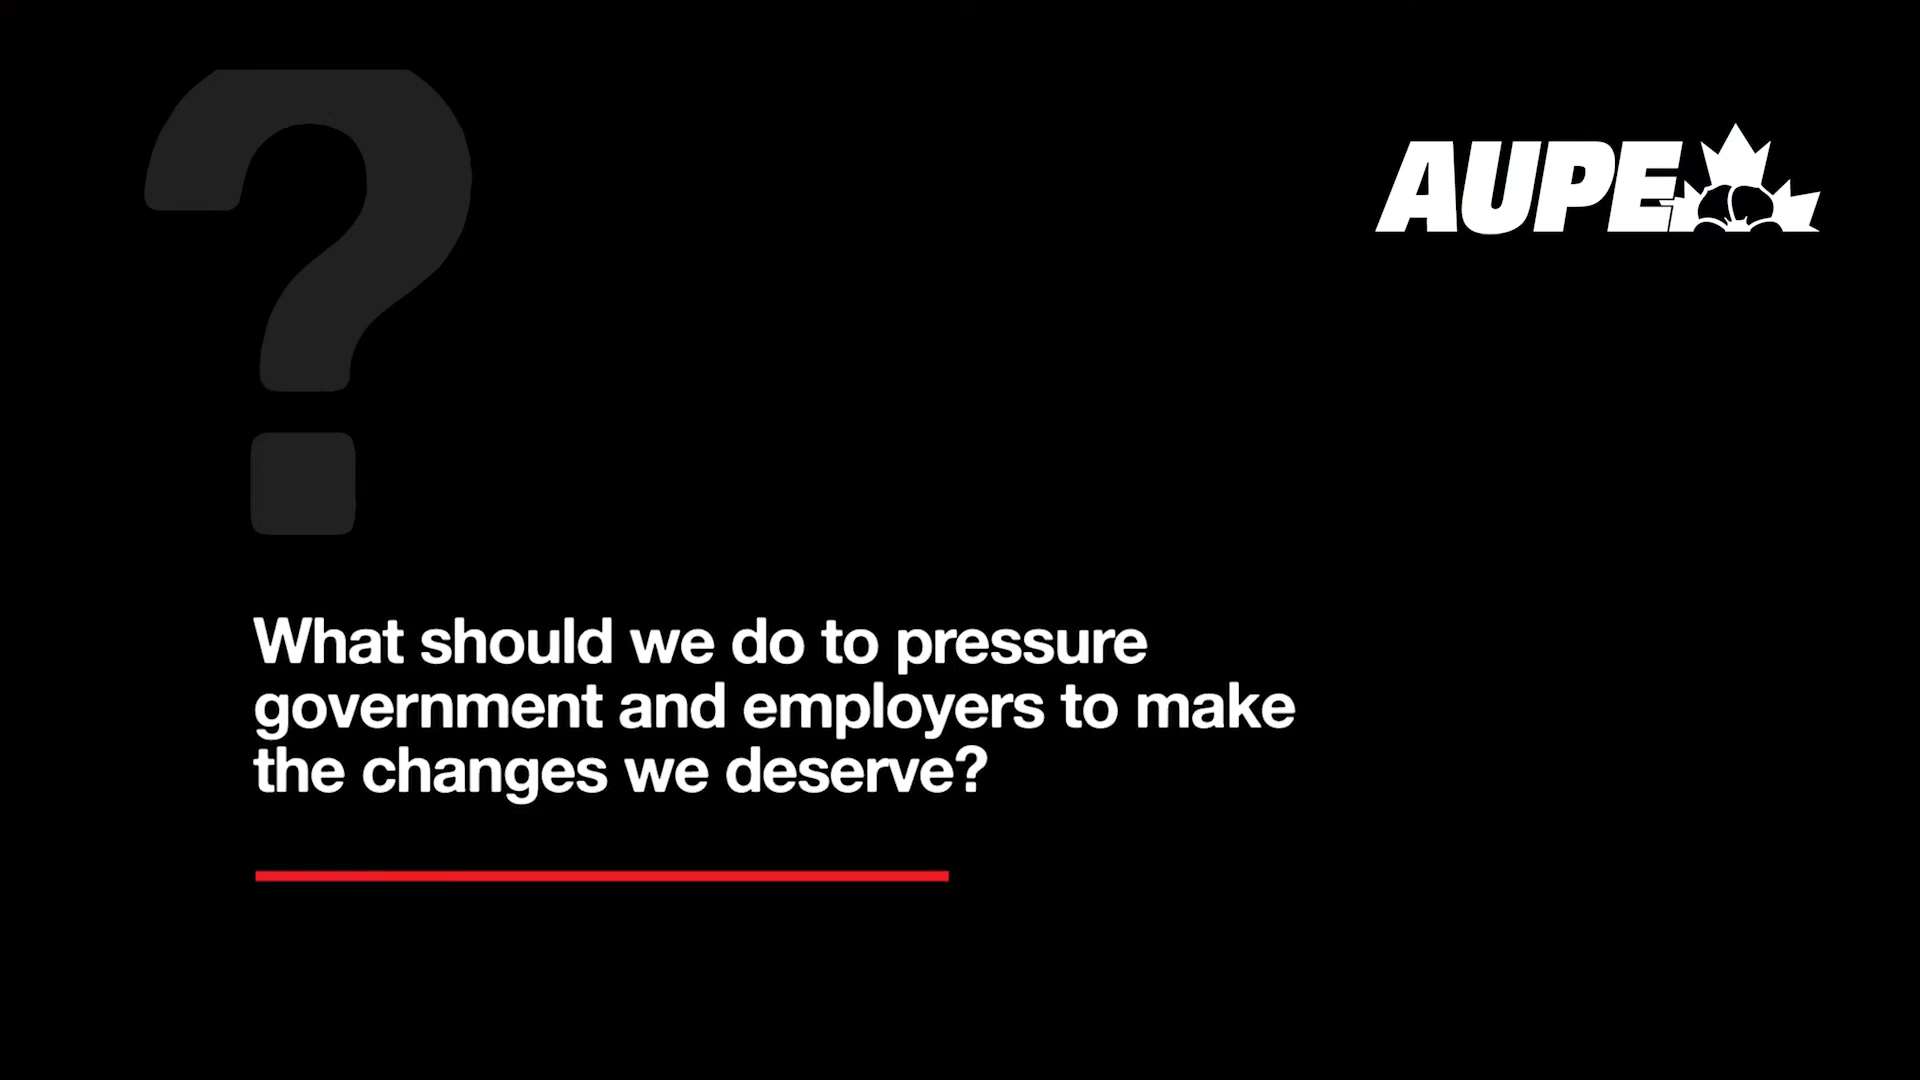 ?
AUPE
What should we do to pressure
government and employers to make
the changes we deserve?